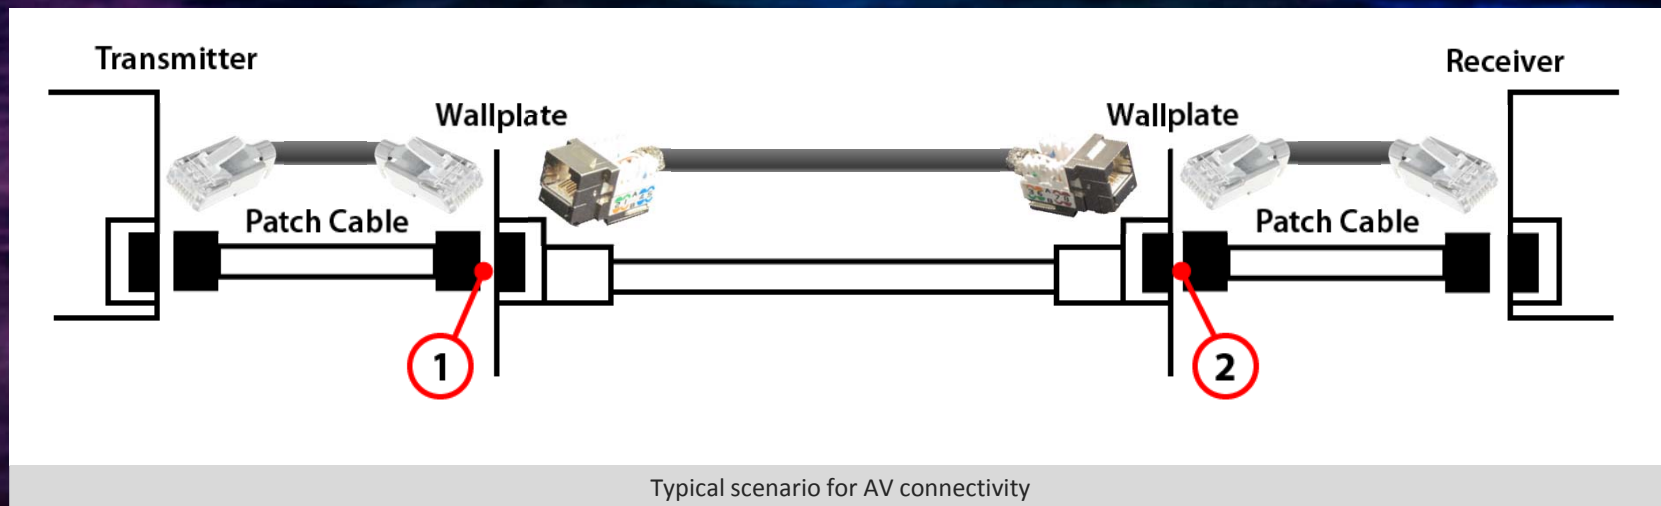 Transmitter
Receiver
Wallplate
Wallplate
Patch Cable
Patch Cable
1
2
Typical scenario for AV connectivity